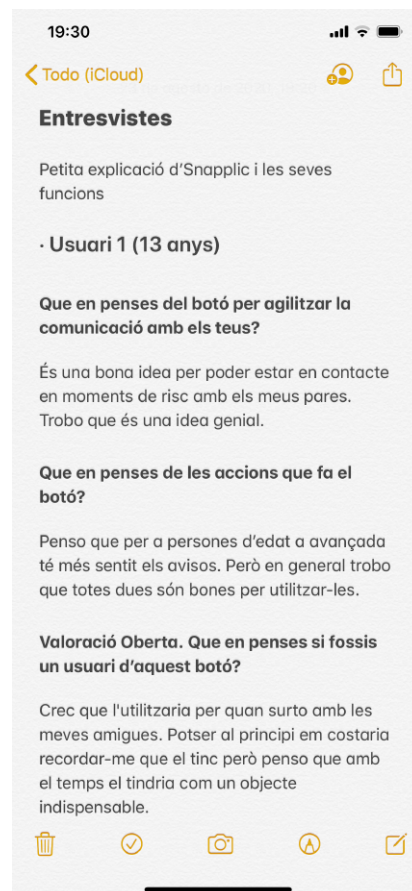 19:30
Todo (iCloud)
Entresvistes
Petita explicació d'Snapplic i les seves
funcions
· Usuari 1 (13 anys)
Que en penses del botó per agilitzar la
comunicació amb els teus?
És una bona idea per poder estar en contacte
en moments de risc amb els meus pares.
Trobo que és una idea genial.
Que en penses de les accions que fa el
botó?
Penso que per a persones d'edat a avançada
té més sentit els avisos. Però en general trobo
que totes dues són bones per utilitzar-les.
Valoració Oberta. Que en penses si fossis
un usuari d'aquest botó?
Crec que l'utilitzaria per quan surto amb les
meves amigues. Potser al principi em costaria
recordar-me que el tinc però penso que amb
el temps el tindria com un objecte
indispensable.